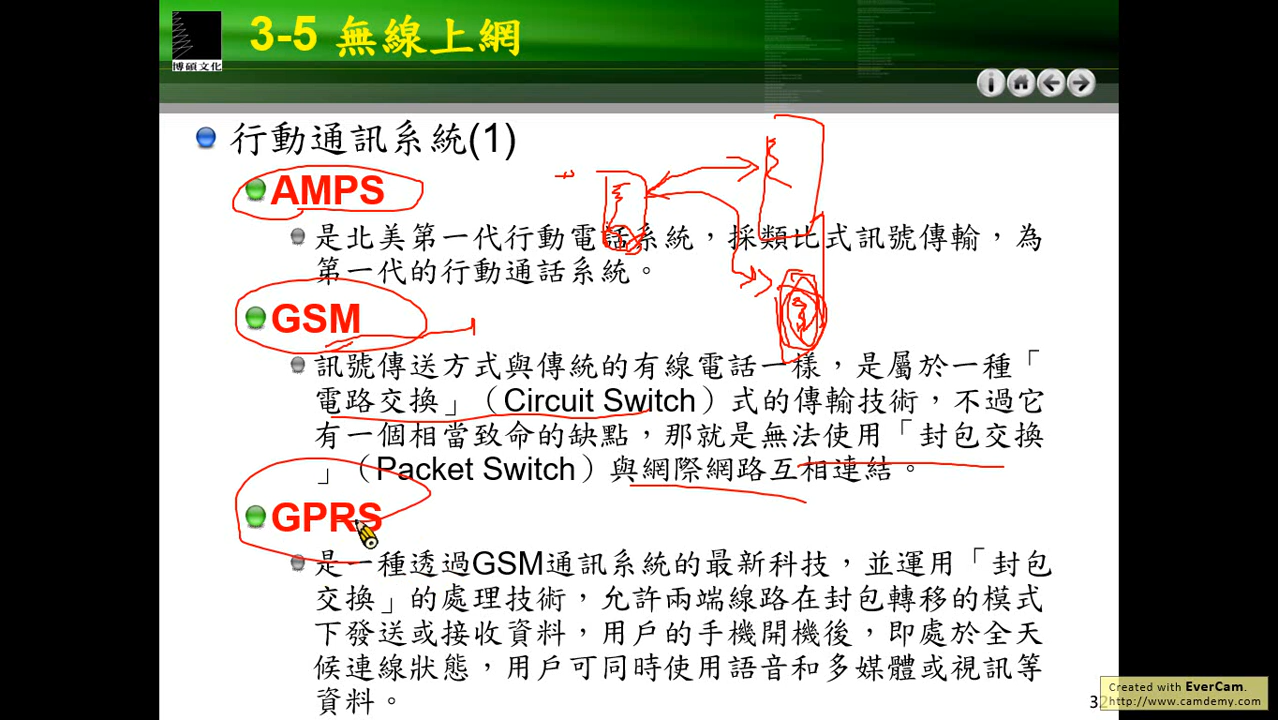 3-5 無線上網
博碩文化
行動通訊系統(1)
AMPS
是北美第一代行動電話系統，採類比式訊號傳輸，為
第一代的行動通話系統。
GSM
訊號傳送方式與傳統的有線電話一樣，是屬於一種「
電路交換」（Circuit Switch）式的傳輸技術，不過它
有一個相當致命的缺點，那就是無法使用「封包交換
」（Packet Switch）與網際網路互相連結。
GPRS
是一種透過GSM通訊系統的最新科技，並運用「封包
交換」的處理技術，允許兩端線路在封包轉移的模式
下發送或接收資料，用戶的手機開機後，即處於全天
候連線狀態，用戶可同時使用語音和多媒體或視訊等
資料。
Created with EverCam.
http://www.camdemy.com